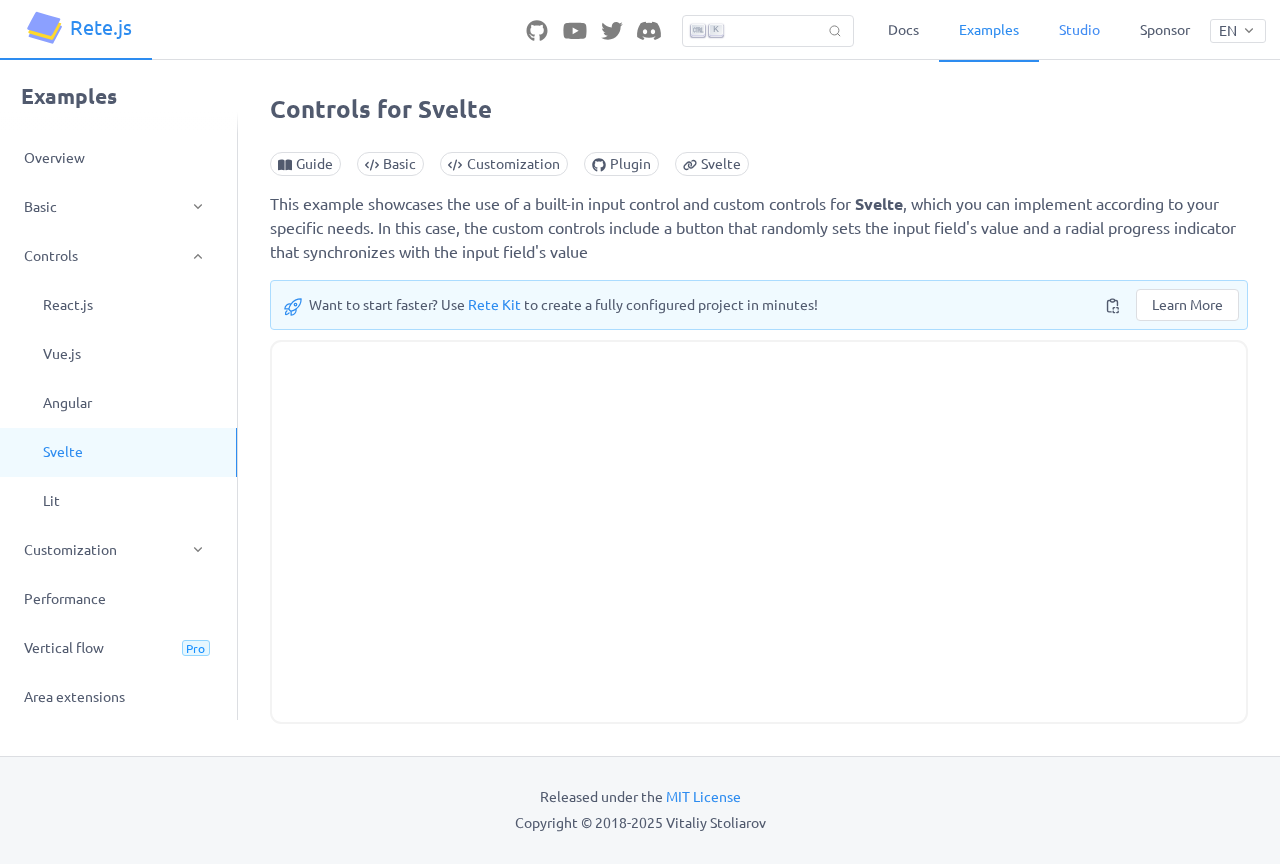 Rete.js
K
Docs
Examples
Studio
Sponsor
EN
Examples
Overview
Basic
Controls
React.js
Vue.js
Angular
Svelte
Lit
Customization
Performance
Vertical flow
Pro
Area extensions
Controls for Svelte
Guide
Basic
Customization
Plugin
Svelte
This example showcases the use of a built-in input control and custom controls for Svelte, which you can implement according to your
specific needs. In this case, the custom controls include a button that randomly sets the input field's value and a radial progress indicator
that synchronizes with the input field's value
Want to start faster? Use Rete Kit to create a fully configured project in minutes!
Learn More
Released under the MIT License
Copyright © 2018-2025 Vitaliy Stoliarov